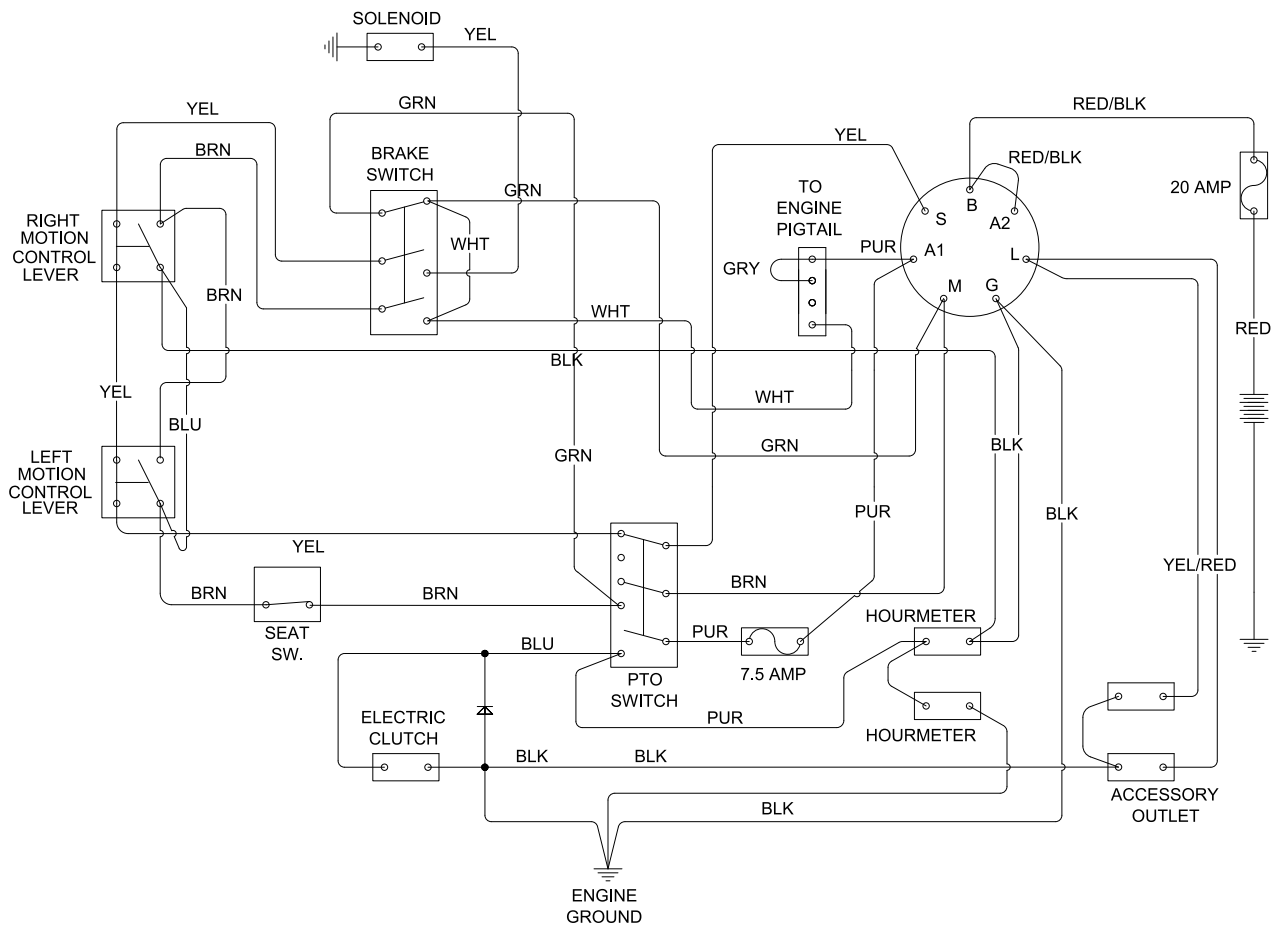 SOLENOID
YEL
GRN
YEL
RED/BLK
YEL
BRN
BRAKE
SWITCH
RED/BLK
20 AMP
TO
ENGINE
PIGTAIL
GRN
B
S
A2
RIGHT
MOTION
CONTROL
LEVER
WHT
PUR
A1
L
GRY
BRN
M
G
WHT
RED
BLK
YEL
WHT
BLU
GRN
BLK
LEFT
MOTION
CONTROL
LEVER
GRN
PUR
BLK
YEL
YEL/RED
BRN
BRN
BRN
SEAT
SW.
HOURMETER
BLU
PUR
7.5 AMP
PTO
SWITCH
PUR
ELECTRIC
CLUTCH
HOURMETER
BLK
BLK
ACCESSORY
OUTLET
BLK
ENGINE
GROUND